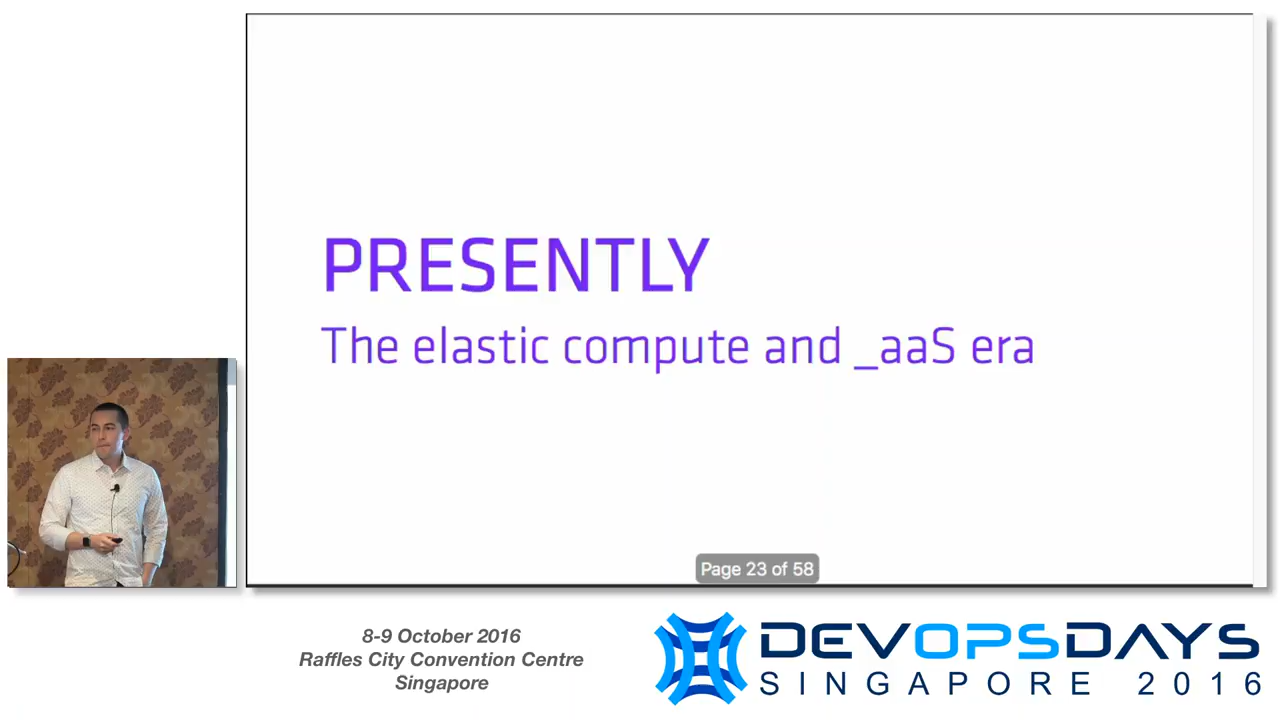 PRESENTLY
The elastic compute and _aaS era
Page 23 of 58
8-9 October 2016
Raffles City Convention Centre
Singapore
DEVOPSDAYS
SINGAPORE 2016